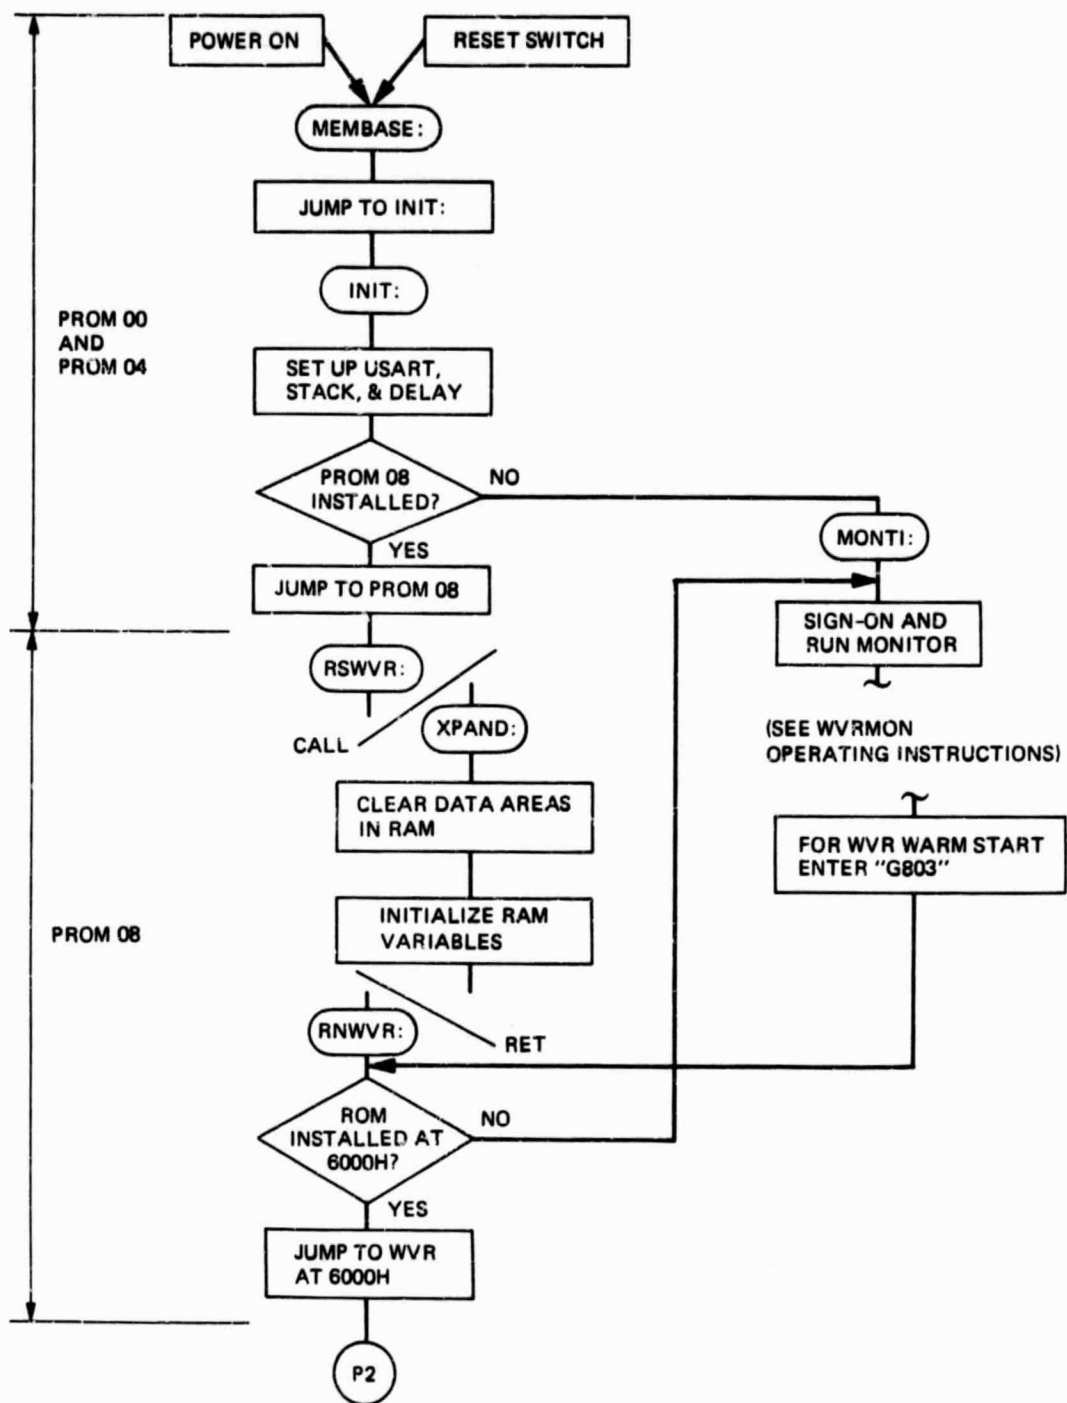 POWER ON
RESET SWITCH
MEMBASE:
JUMP TO INIT:
INIT:
PROM 00
AND
PROM 04
SET UP USART,
STACK, & DELAY
PROM 08
INSTALLED?
NO
YES
MONTI:
JUMP TO PROM 08
SIGN-ON AND
RUN MONITOR
RSWVR:
CALL
XPAND:
(SEE WVRMON
OPERATING INSTRUCTIONS)
CLEAR DATA AREAS
IN RAM
FOR WVR WARM START
ENTER "G803"
PROM 08
INITIALIZE RAM
VARIABLES
RNWVR:
RET
ROM
INSTALLED AT
6000H?
NO
YES
JUMP TO WVR
AT 6000H
P2